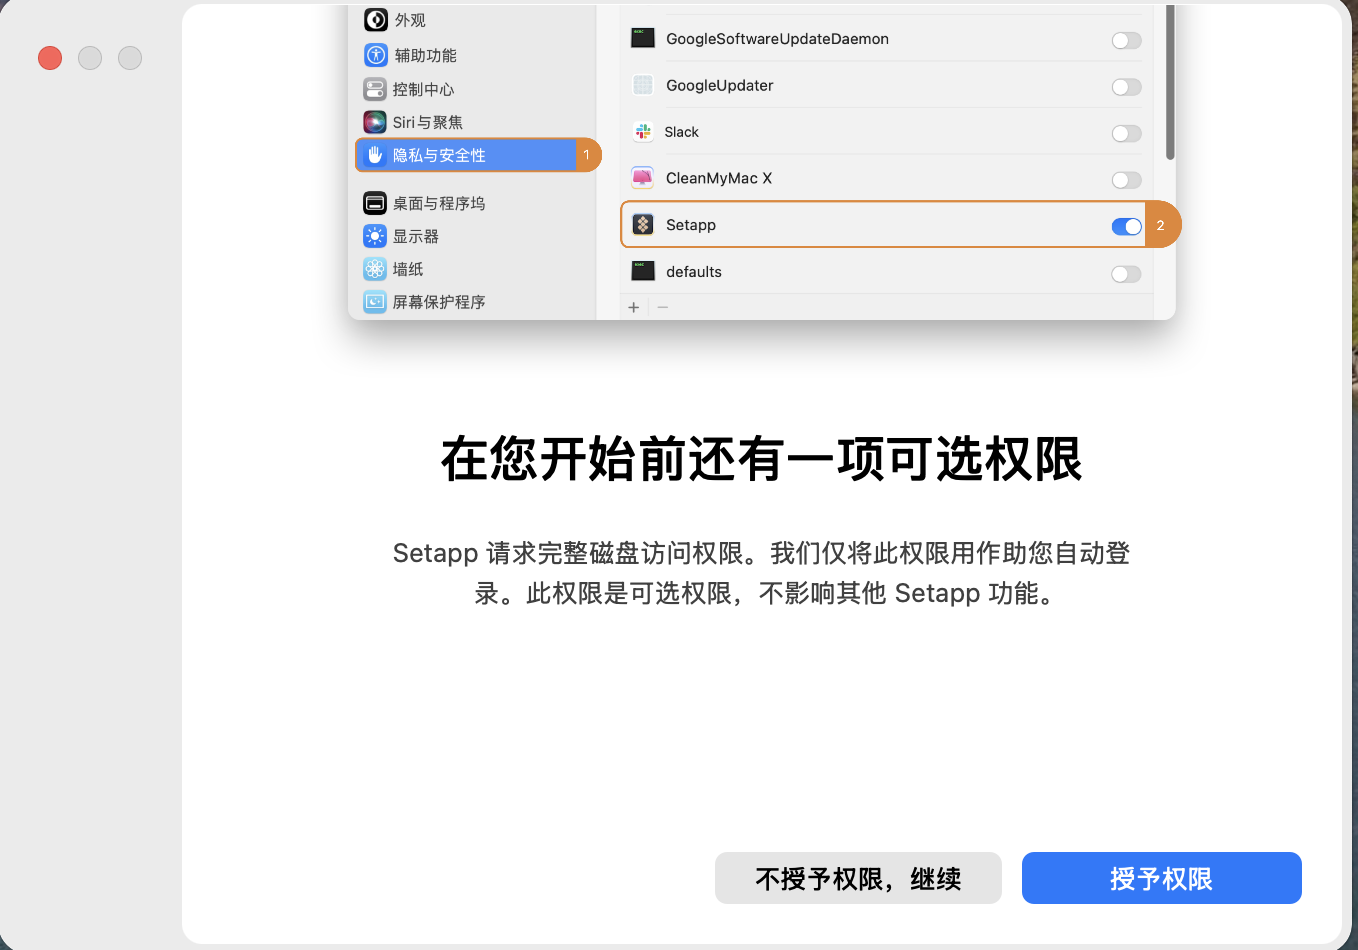 外观
辅助功能
控制中心
Siri与聚焦
隐私与安全性 1
桌面与程序坞
显示器
墙纸
屏幕保护程序
GoogleSoftwareUpdateDaemon
GoogleUpdater
Slack
CleanMyMac X
Setapp 2
defaults
在您开始前还有一项可选权限
Setapp 请求完整磁盘访问权限。我们仅将此权限用作助您自动登
录。此权限是可选权限，不影响其他 Setapp 功能。
不授予权限，继续
授予权限